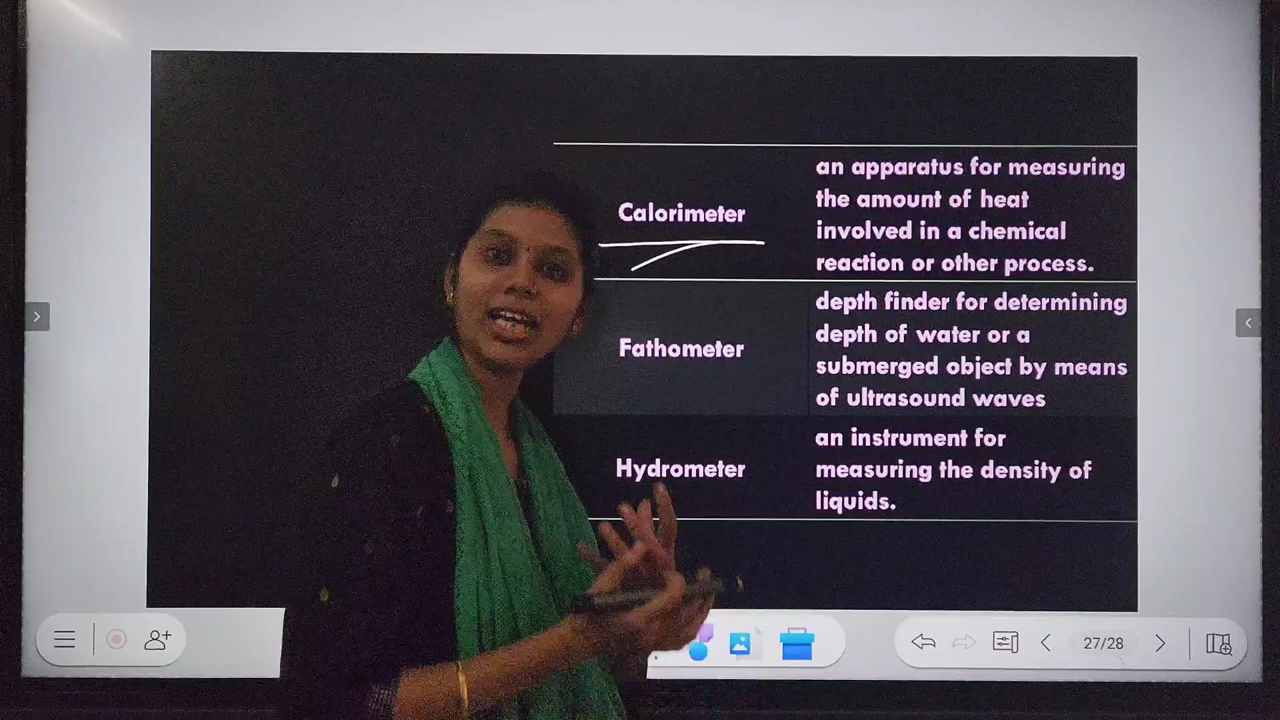 Calorimeter
an apparatus for measuring
the amount of heat
involved in a chemical
reaction or other process.
Fathometer
depth finder for determining
depth of water or a
submerged object by means
of ultrasound waves
Hydrometer
an instrument for
measuring the density of
liquids.
27/28